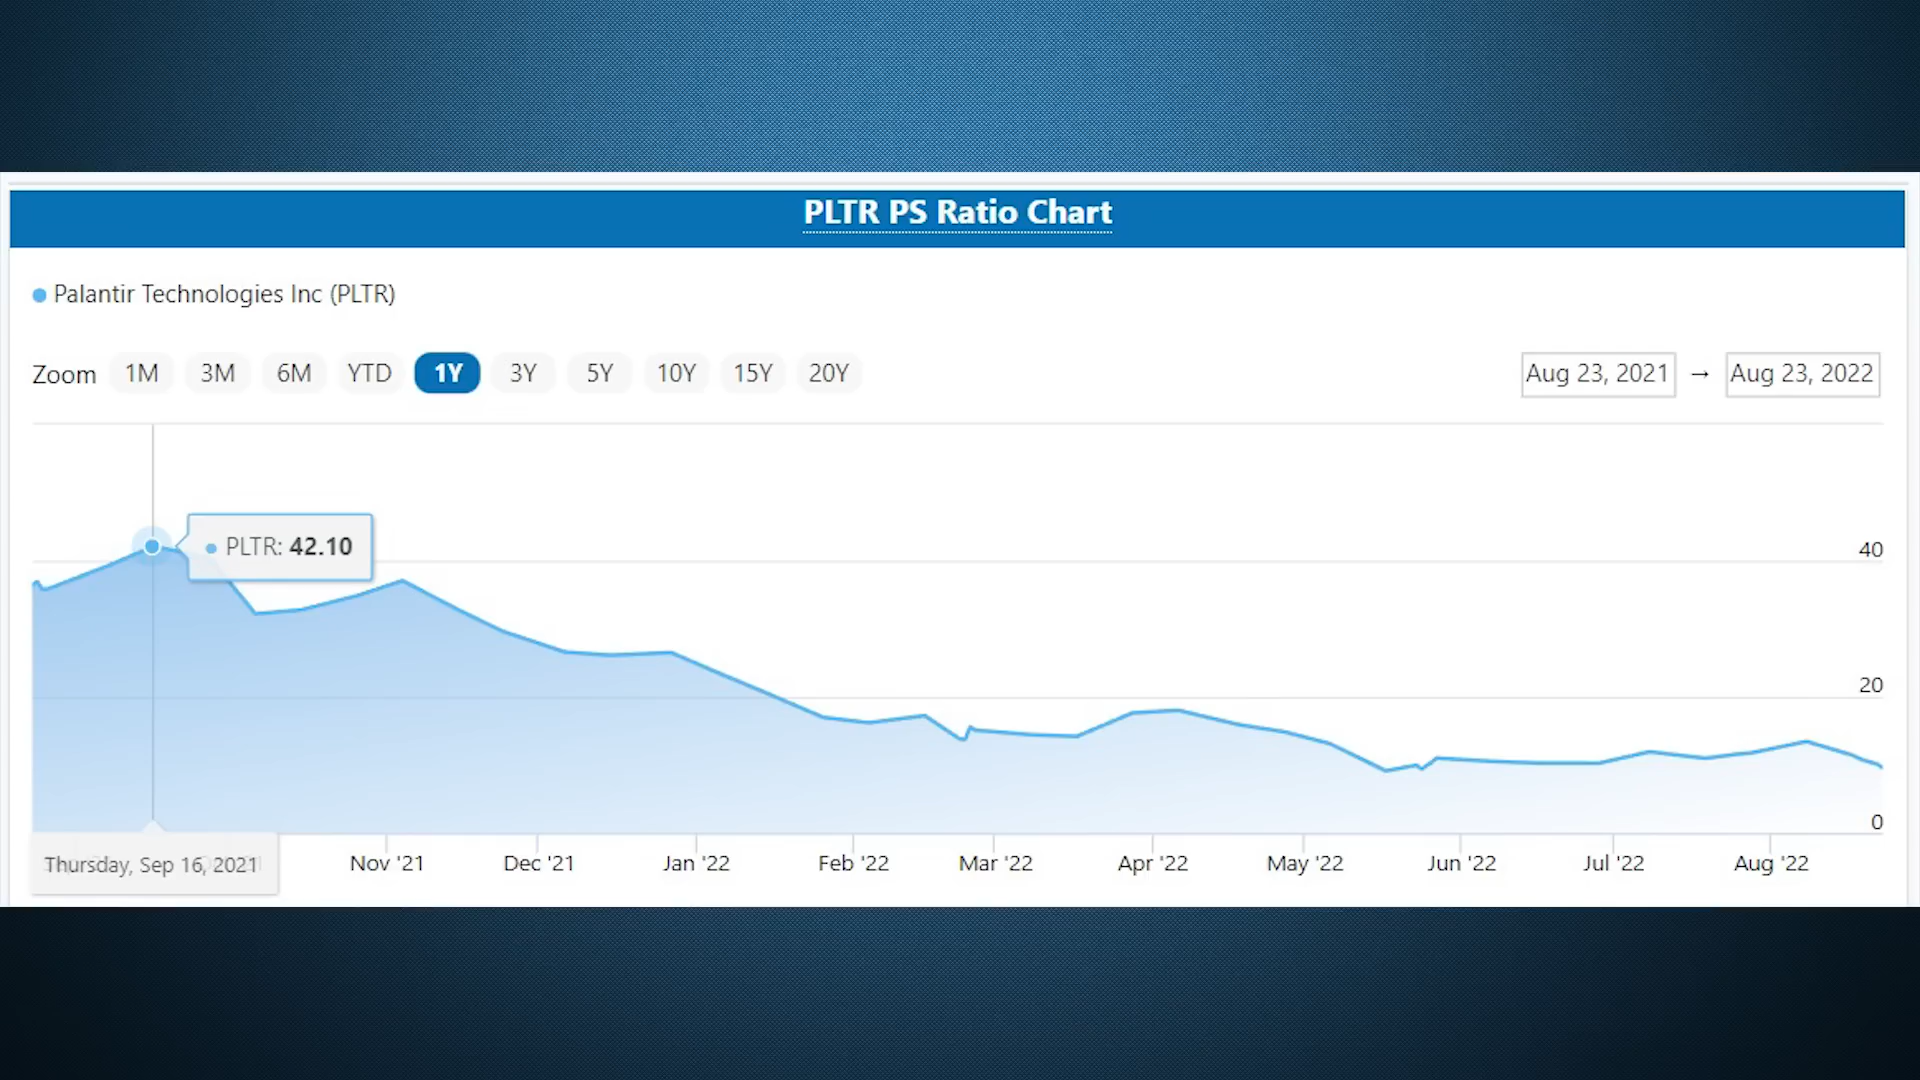 PLTR PS Ratio Chart
Palantir Technologies Inc (PLTR)
Zoom 1M 3M 6M YTD 1Y 3Y 5Y 10Y 15Y 20Y Aug 23, 2021 → Aug 23, 2022
PLTR: 42.10
40
20
0
Thursday, Sep 16, 2021 Nov '21 Dec '21 Jan '22 Feb '22 Mar '22 Apr '22 May '22 Jun '22 Jul '22 Aug '22